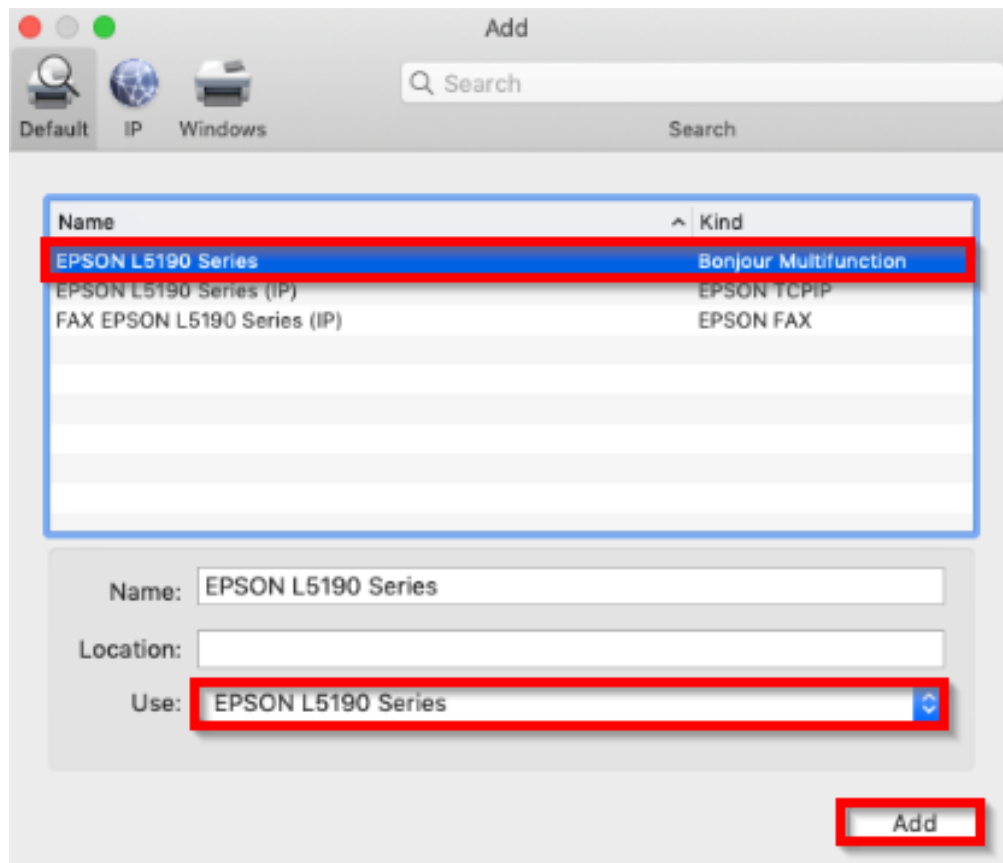 Add
Search
Default IP Windows Search
Name Kind
EPSON L5190 Series Bonjour Multifunction
EPSON L5190 Series (IP) EPSON TCPIP
FAX EPSON L5190 Series (IP) EPSON FAX
Name: EPSON L5190 Series
Location:
Use: EPSON L5190 Series
Add